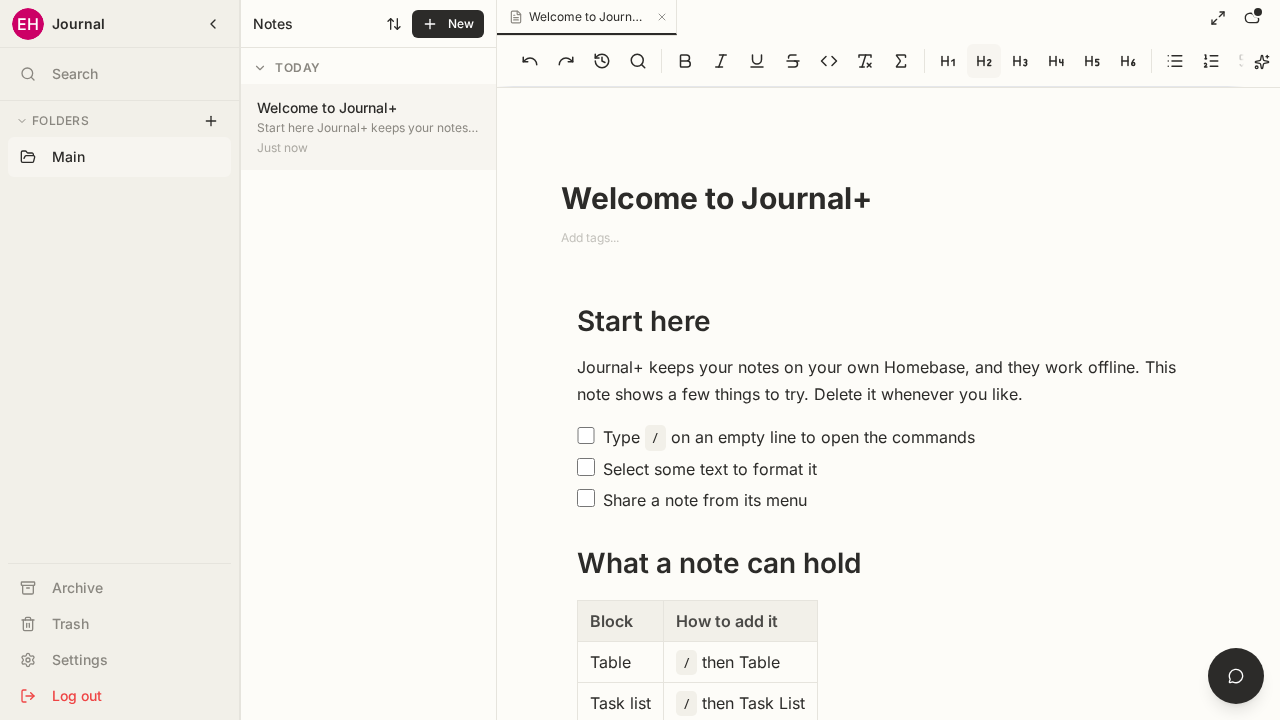 EH Journal
Search
FOLDERS
Main
Archive
Trash
Settings
Log out
Notes
New
TODAY
Welcome to Journal+
Start here Journal+ keeps your notes...
Just now
Welcome to Journ...
B I U S H1 H2 H3 H4 H5 H6
Welcome to Journal+
Add tags...
Start here
Journal+ keeps your notes on your own Homebase, and they work offline. This
note shows a few things to try. Delete it whenever you like.
Type / on an empty line to open the commands
Select some text to format it
Share a note from its menu
What a note can hold
Block How to add it
Table / then Table
Task list / then Task List